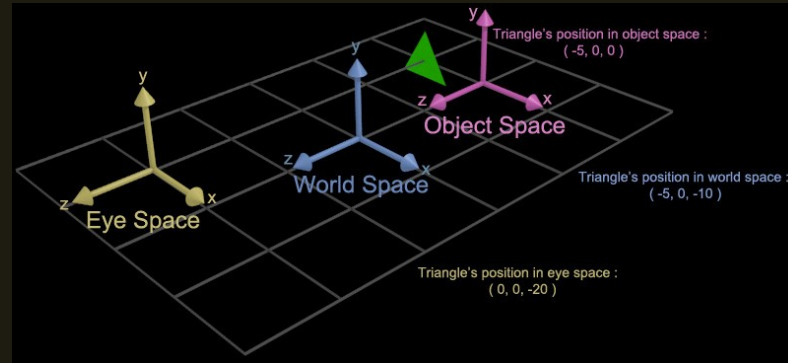 y
Triangle's position in object space :
( -5, 0, 0 )
y
y
z
x
Object Space
z
x
World Space
Triangle's position in world space :
( -5, 0, -10 )
z
x
Eye Space
Triangle's position in eye space :
( 0, 0, -20 )